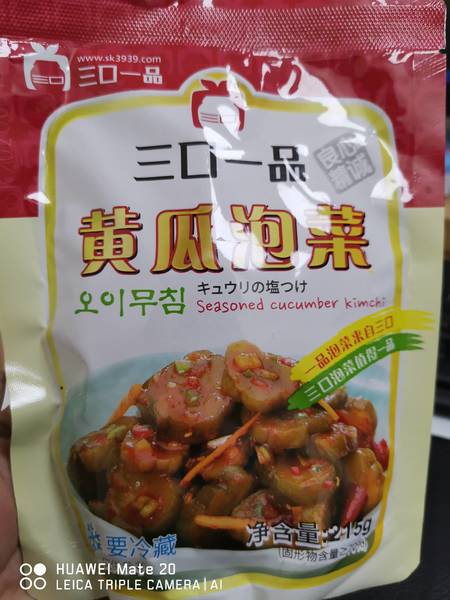 www.sk3939.com
三口一品
三口一品
良心
精诚
黄瓜泡菜
오이무침
キュウリの塩つけ
Seasoned cucumber kimchi
一品泡菜来自三口
三口泡菜值得一品
净含量:215g
要冷藏
HUAWEI Mate 20
LEICA TRIPLE CAMERA | AI